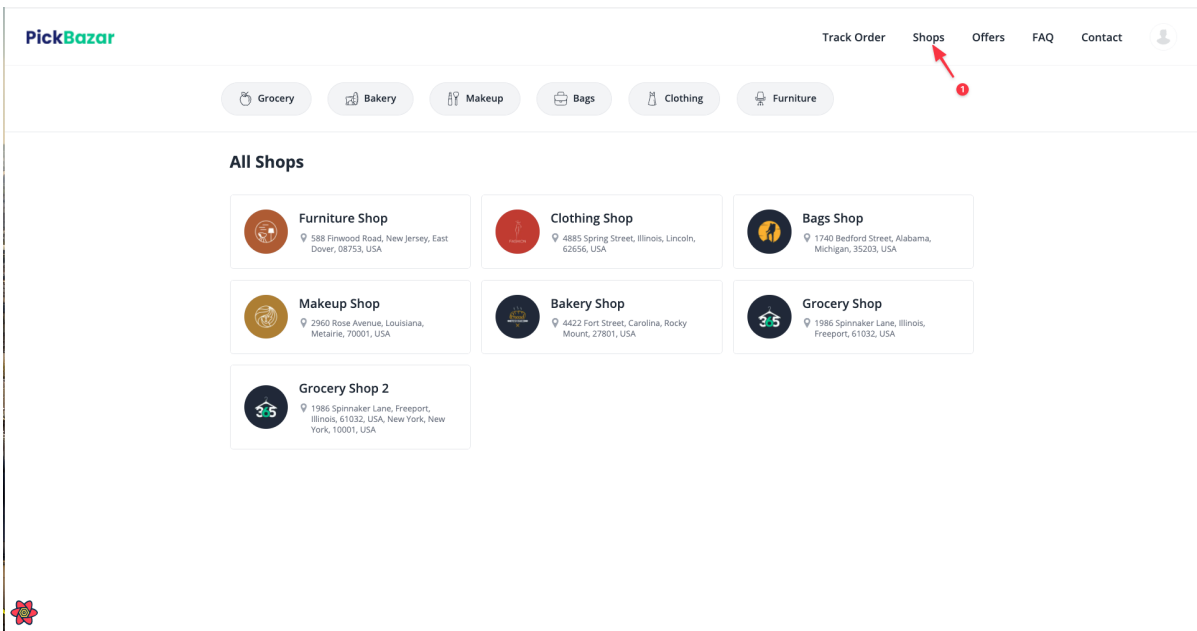 PickBazar
Track Order
Shops
Offers
FAQ
Contact
1
Grocery
Bakery
Makeup
Bags
Clothing
Furniture
All Shops
Furniture Shop
588 Finwood Road, New Jersey, East
Dover, 08753, USA
Clothing Shop
4885 Spring Street, Illinois, Lincoln,
62656, USA
Bags Shop
1740 Bedford Street, Alabama,
Michigan, 35203, USA
Makeup Shop
2960 Rose Avenue, Louisiana,
Metairie, 70001, USA
Bakery Shop
4422 Fort Street, Carolina, Rocky
Mount, 27801, USA
365
Grocery Shop
1986 Spinnaker Lane, Illinois,
Freeport, 61032, USA
365
Grocery Shop 2
1986 Spinnaker Lane, Freeport,
Illinois, 61032, USA, New York, New
York, 10001, USA